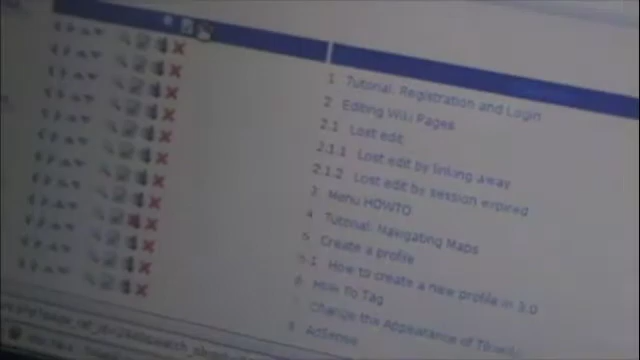 1 Tutorial: Registration and Login
2 Editing Wiki Pages
2.1 Lost edit
2.1.1 Lost edit by linking away
2.1.2 Lost edit by session expired
3 Menu HOWTO
4 Tutorial: Navigating Maps
5 Create a profile
5.1 How to create a new profile in 3.0
6 How To Tag
Change the Appearance of
8 AdSense